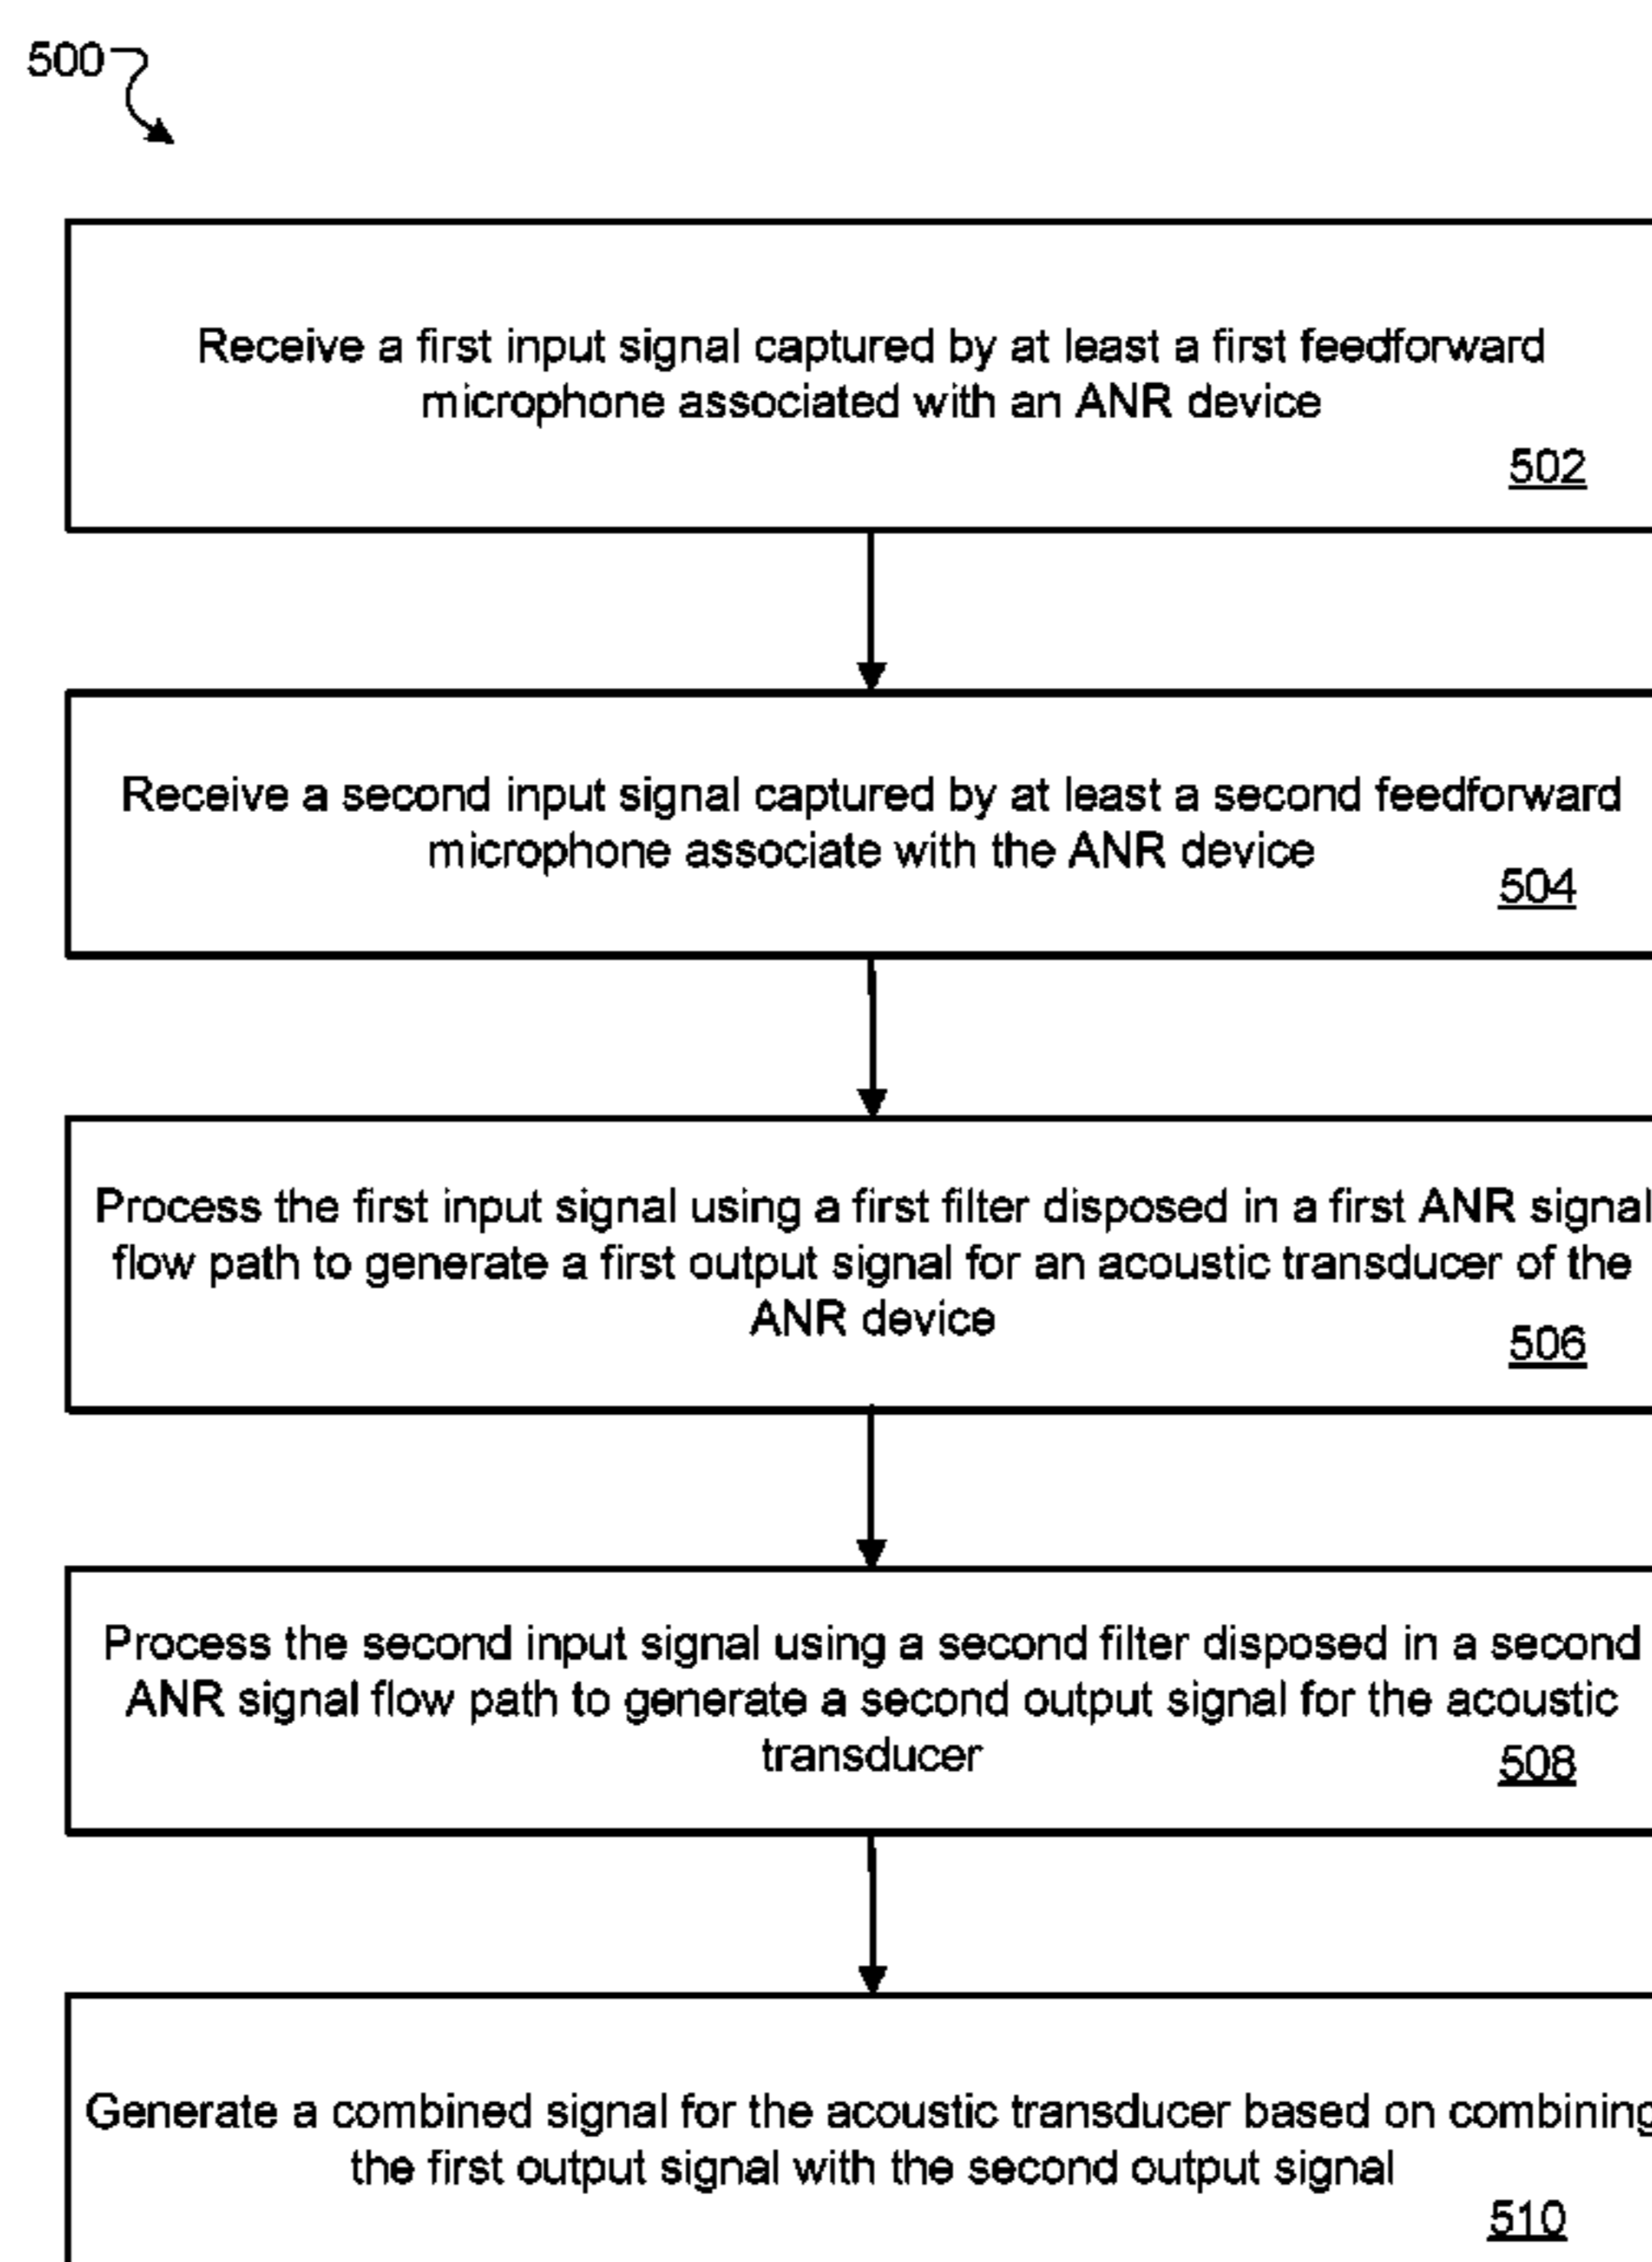 500
Receive a first input signal captured by at least a first feedforward
microphone associated with an ANR device
502
Receive a second input signal captured by at least a second feedforward
microphone associate with the ANR device
504
Process the first input signal using a first filter disposed in a first ANR signal
flow path to generate a first output signal for an acoustic transducer of the
ANR device
506
Process the second input signal using a second filter disposed in a second
ANR signal flow path to generate a second output signal for the acoustic
transducer
508
Generate a combined signal for the acoustic transducer based on combining
the first output signal with the second output signal
510